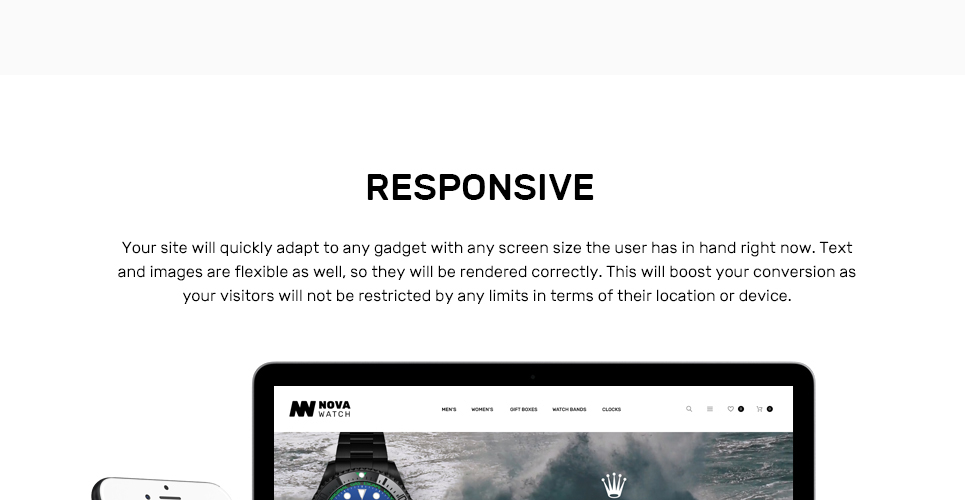 RESPONSIVE
Your site will quickly adapt to any gadget with any screen size the user has in hand right now. Text
and images are flexible as well, so they will be rendered correctly. This will boost your conversion as
your visitors will not be restricted by any limits in terms of their location or device.
NOVA
WATCH
MEN'S WOMEN'S GIFT BOXES WATCH BANDS CLOCKS